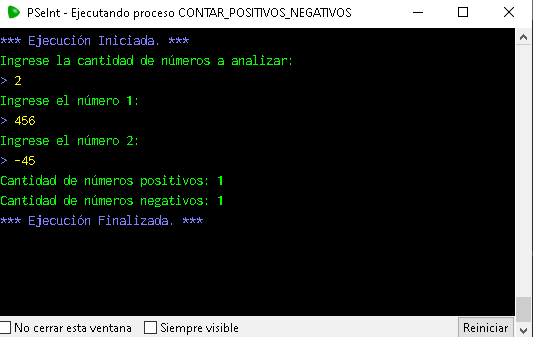 PSeInt - Ejecutando proceso CONTAR_POSITIVOS_NEGATIVOS
*** Ejecución Iniciada. ***
Ingrese la cantidad de números a analizar:
> 2
Ingrese el número 1:
> 456
Ingrese el número 2:
> -45
Cantidad de números positivos: 1
Cantidad de números negativos: 1
*** Ejecución Finalizada. ***
No cerrar esta ventana Siempre visible Reiniciar